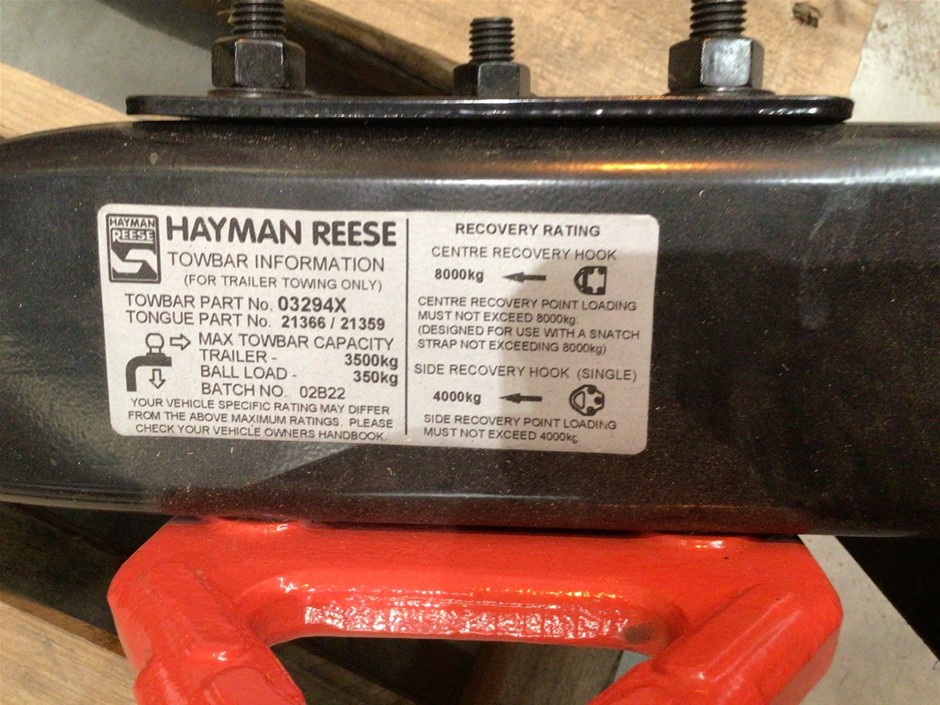 HAYMAN
REESE
HAYMAN REESE
TOWBAR INFORMATION
(FOR TRAILER TOWING ONLY)
TOWBAR PART No. 03294X
TONGUE PART No. 21366 / 21359
MAX TOWBAR CAPACITY
TRAILER - 3500kg
BALL LOAD - 350kg
BATCH NO. 02B22
YOUR VEHICLE SPECIFIC RATING MAY DIFFER
FROM THE ABOVE MAXIMUM RATINGS. PLEASE
CHECK YOUR VEHICLE OWNERS HANDBOOK.
RECOVERY RATING
CENTRE RECOVERY HOOK
8000kg
CENTRE RECOVERY POINT LOADING
MUST NOT EXCEED 8000kg.
(DESIGNED FOR USE WITH A SNATCH
STRAP NOT EXCEEDING 8000kg)
SIDE RECOVERY HOOK (SINGLE)
4000kg
SIDE RECOVERY POINT LOADING
MUST NOT EXCEED 4000kg